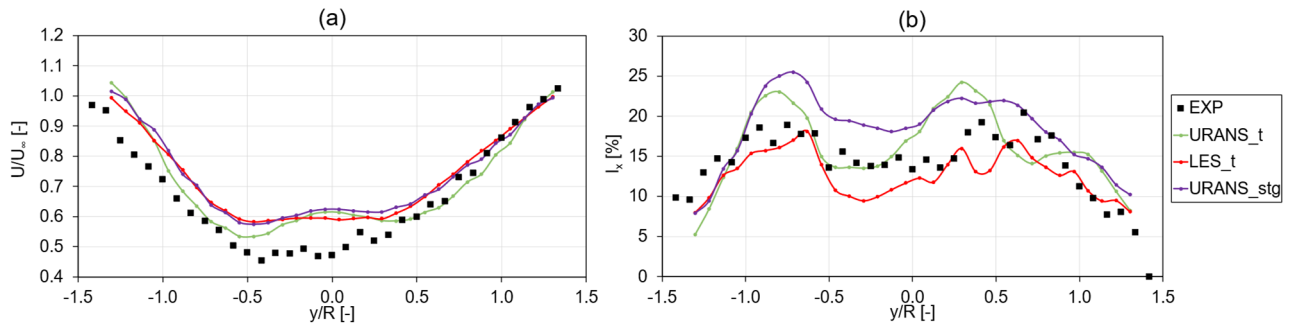 (a)
1.2
1.1
1.0
0.9
0.8
0.7
0.6
0.5
0.4
U/U∞ [-]
-1.5 -1.0 -0.5 0.0 0.5 1.0 1.5
y/R [-]
(b)
30
25
20
15
10
5
0
Ix [%]
-1.5 -1.0 -0.5 0.0 0.5 1.0 1.5
y/R [-]
EXP
URANS_t
LES_t
URANS_stg